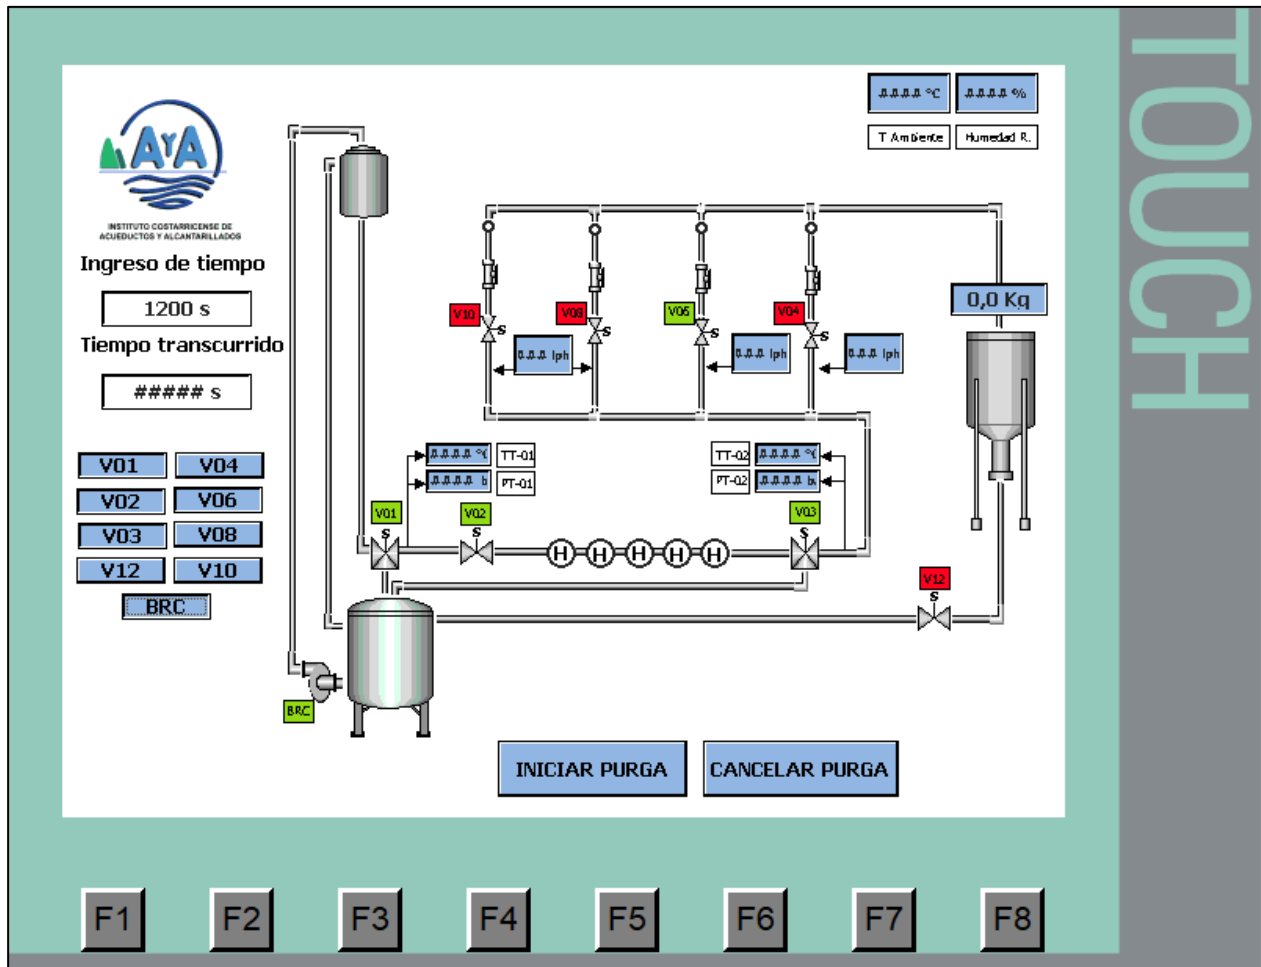 TOUCH
#.#.#.# °C
#.#.#.# %
T Ambiente
Humedad R.
AYA
INSTITUTO COSTARRICENSE DE
ACUEDUCTOS Y ALCANTARILLADOS
Ingreso de tiempo
1200 s
Tiempo transcurrido
##### s
0,0 Kg
V10
V08
V06
V04
S
S
S
S
#.#.# lph
#.#.# lph
#.#.# lph
V01
V04
V02
V06
V03
V08
V12
V10
BRC
TT-01
PT-01
TT-02
PT-02
V01
V02
V03
S
S
S
H
H
H
H
H
V12
S
BRC
INICIAR PURGA
CANCELAR PURGA
F1
F2
F3
F4
F5
F6
F7
F8